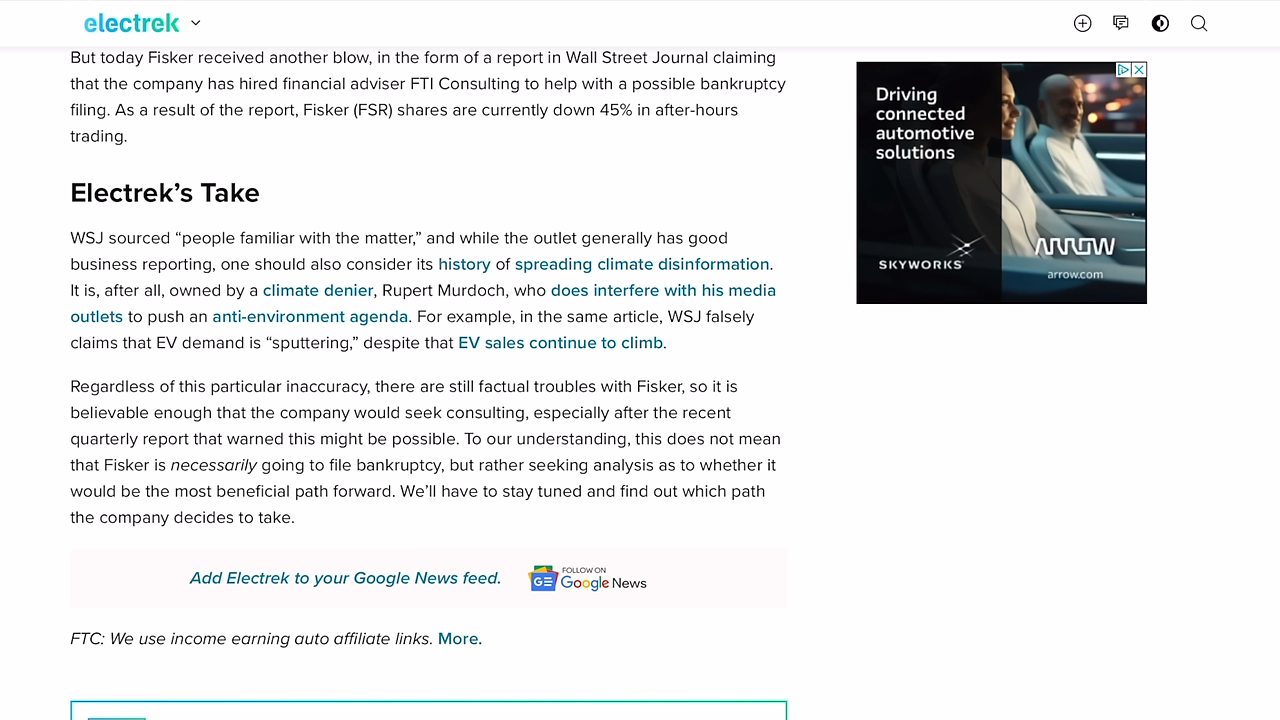 electrek
But today Fisker received another blow, in the form of a report in Wall Street Journal claiming
that the company has hired financial adviser FTI Consulting to help with a possible bankruptcy
filing. As a result of the report, Fisker (FSR) shares are currently down 45% in after-hours
trading.
Driving
connected
automotive
solutions
SKYWORKS
ARROW
arrow.com
Electrek’s Take
WSJ sourced “people familiar with the matter,” and while the outlet generally has good
business reporting, one should also consider its history of spreading climate disinformation.
It is, after all, owned by a climate denier, Rupert Murdoch, who does interfere with his media
outlets to push an anti-environment agenda. For example, in the same article, WSJ falsely
claims that EV demand is “sputtering,” despite that EV sales continue to climb.
Regardless of this particular inaccuracy, there are still factual troubles with Fisker, so it is
believable enough that the company would seek consulting, especially after the recent
quarterly report that warned this might be possible. To our understanding, this does not mean
that Fisker is necessarily going to file bankruptcy, but rather seeking analysis as to whether it
would be the most beneficial path forward. We’ll have to stay tuned and find out which path
the company decides to take.
Add Electrek to your Google News feed.
GE
FOLLOW ON
Google News
FTC: We use income earning auto affiliate links. More.